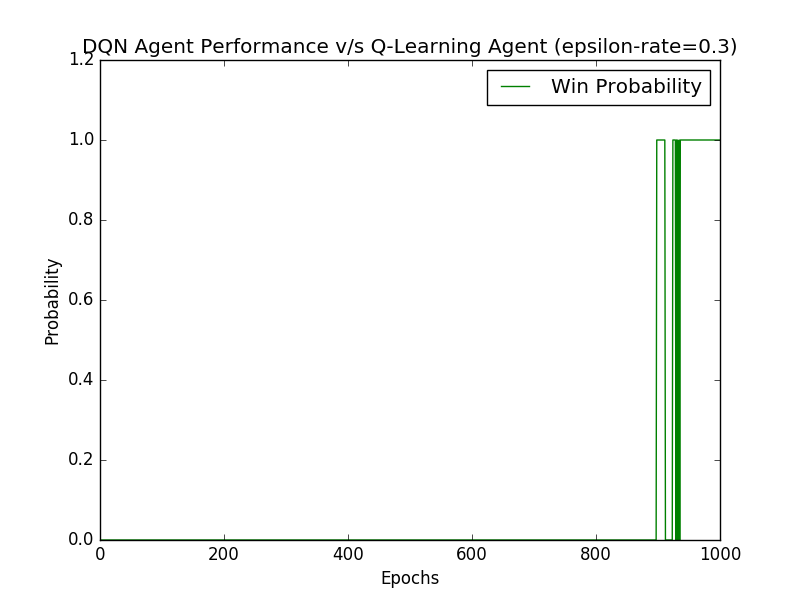 DQN Agent Performance v/s Q-Learning Agent (epsilon-rate=0.3)
1.2
Win Probability
1.0
0.8
0.6
0.4
0.2
0.0
Probability
0 200 400 600 800 1000
Epochs